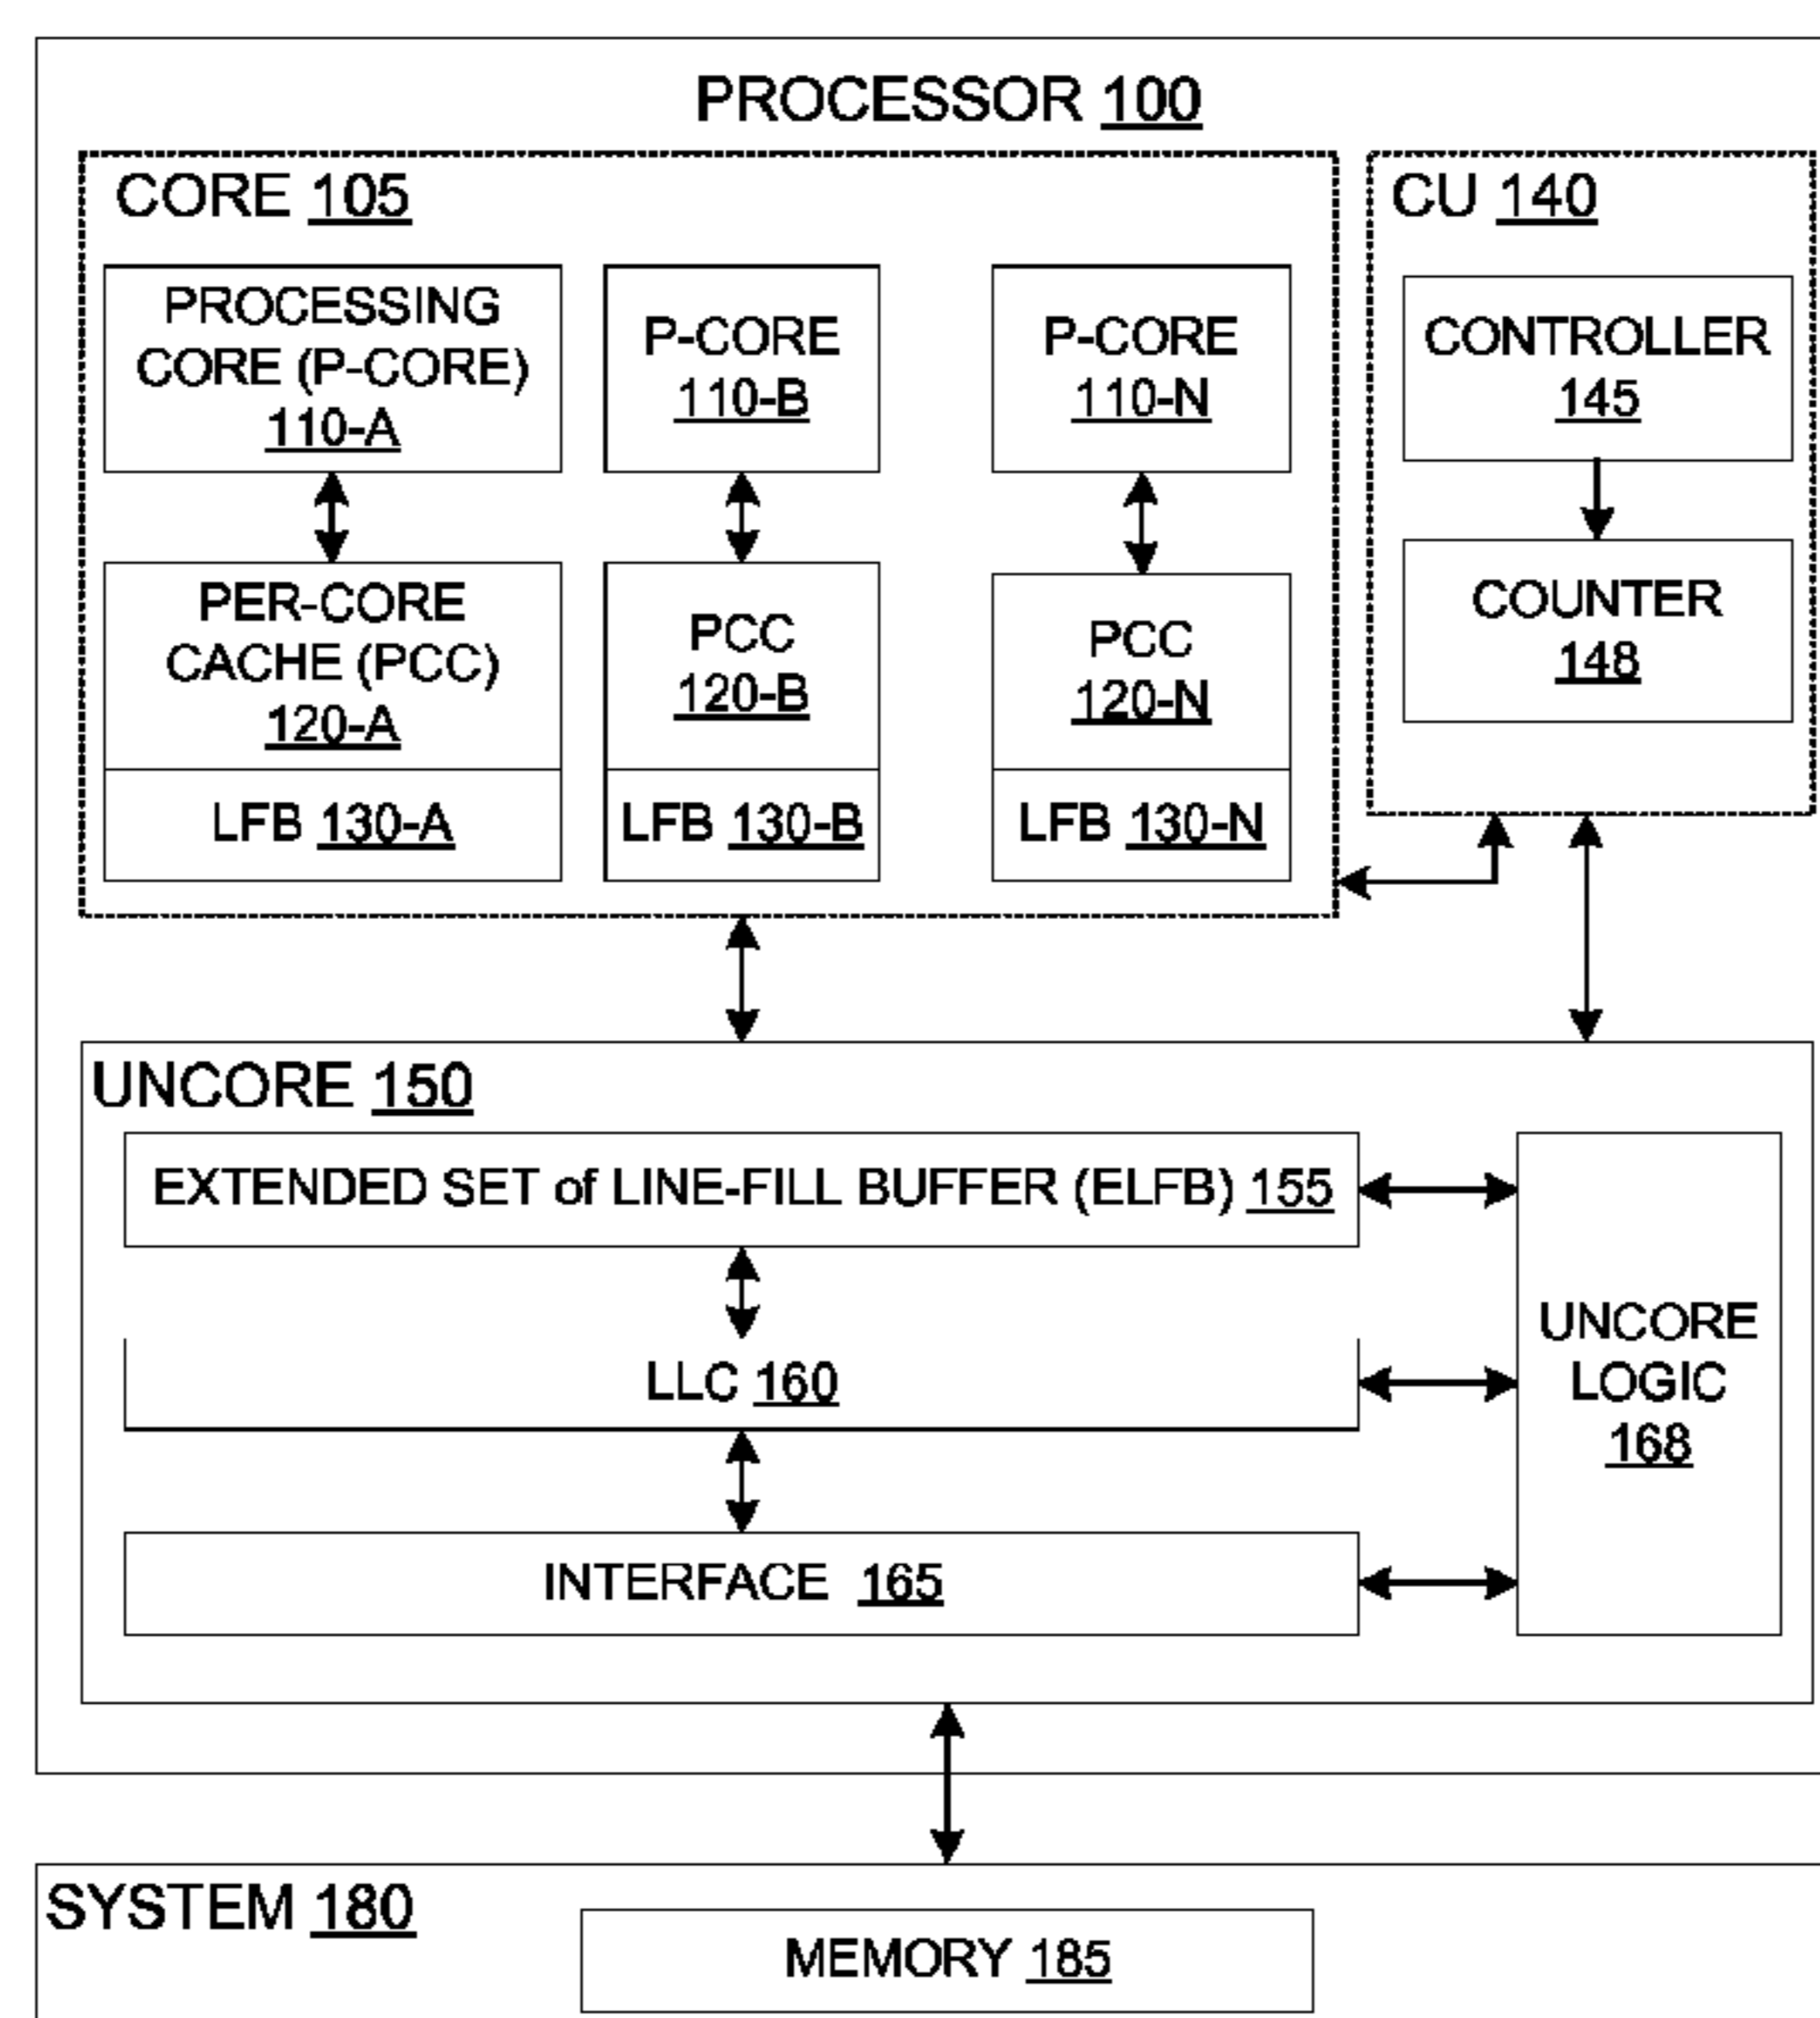 PROCESSOR 100
CORE 105
PROCESSING
CORE (P-CORE)
110-A
P-CORE
110-B
P-CORE
110-N
PER-CORE
CACHE (PCC)
120-A
PCC
120-B
PCC
120-N
LFB 130-A
LFB 130-B
LFB 130-N
CU 140
CONTROLLER
145
COUNTER
148
UNCORE 150
EXTENDED SET of LINE-FILL BUFFER (ELFB) 155
LLC 160
INTERFACE 165
UNCORE
LOGIC
168
SYSTEM 180
MEMORY 185